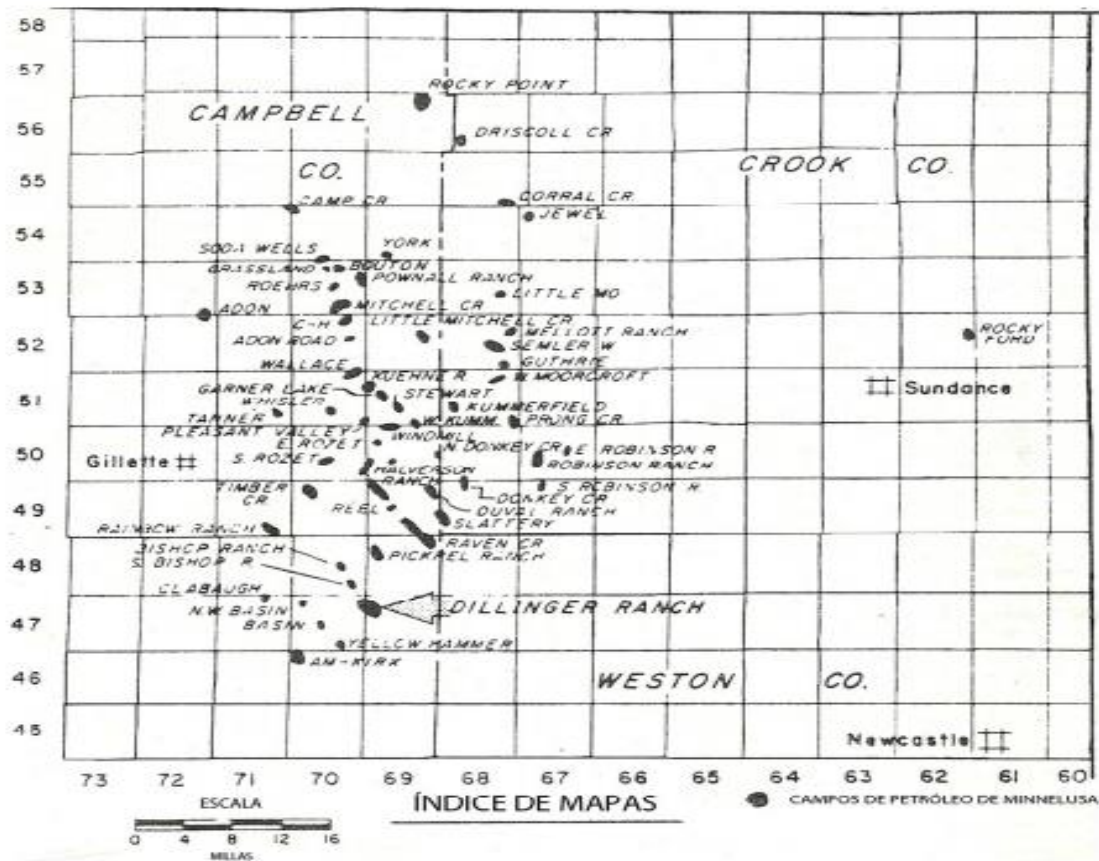 58
57
ROCKY POINT
CAMPBELL
56
DRISCOLL CR
CROOK CO.
55
CO.
CAMP CR
CORRAL CR.
JEWEL
54
YORK
SODA WELLS
BOUTON
GRASSLAND
POWNALL RANCH
53
ROEHRS
LITTLE MO
MITCHELL CR
ADON
C-H
LITTLE MITCHELL CR
MELLOTT RANCH
ROCKY FORD
52
ADON ROAD
SEMLER W
GUTHRIE
WALLACE
KUEHNE R
W. MOORCROFT
Sundance
GARNER LAKE
STEWART
51
WHISLER
KUMMERFIELD
TANNER
W. KUMM.
PRONG CR.
PLEASANT VALLEY
WINDMILL
E. ROZET
N. DONKEY CR
E ROBINSON R
50
Gillette
S. ROZET
HALVERSON RANCH
ROBINSON RANCH
TIMBER CR.
S ROBINSON R.
DONKEY CR
49
REEL
DUVAL RANCH
SLATTERY
RAINBOW RANCH
RAVEN CR
BISHOP RANCH
PICKREL RANCH
48
S. BISHOP R.
CLABAUGH
47
N.W. BASIN
DILLINGER RANCH
BASIN
YELLOW HAMMER
AM-KIRK
46
WESTON CO.
45
Newcastle
73 72 71 70 69 68 67 66 65 64 63 62 61 60
ESCALA
0 4 8 12 16
MILLAS
ÍNDICE DE MAPAS
CAMPOS DE PETRÓLEO DE MINNELUSA